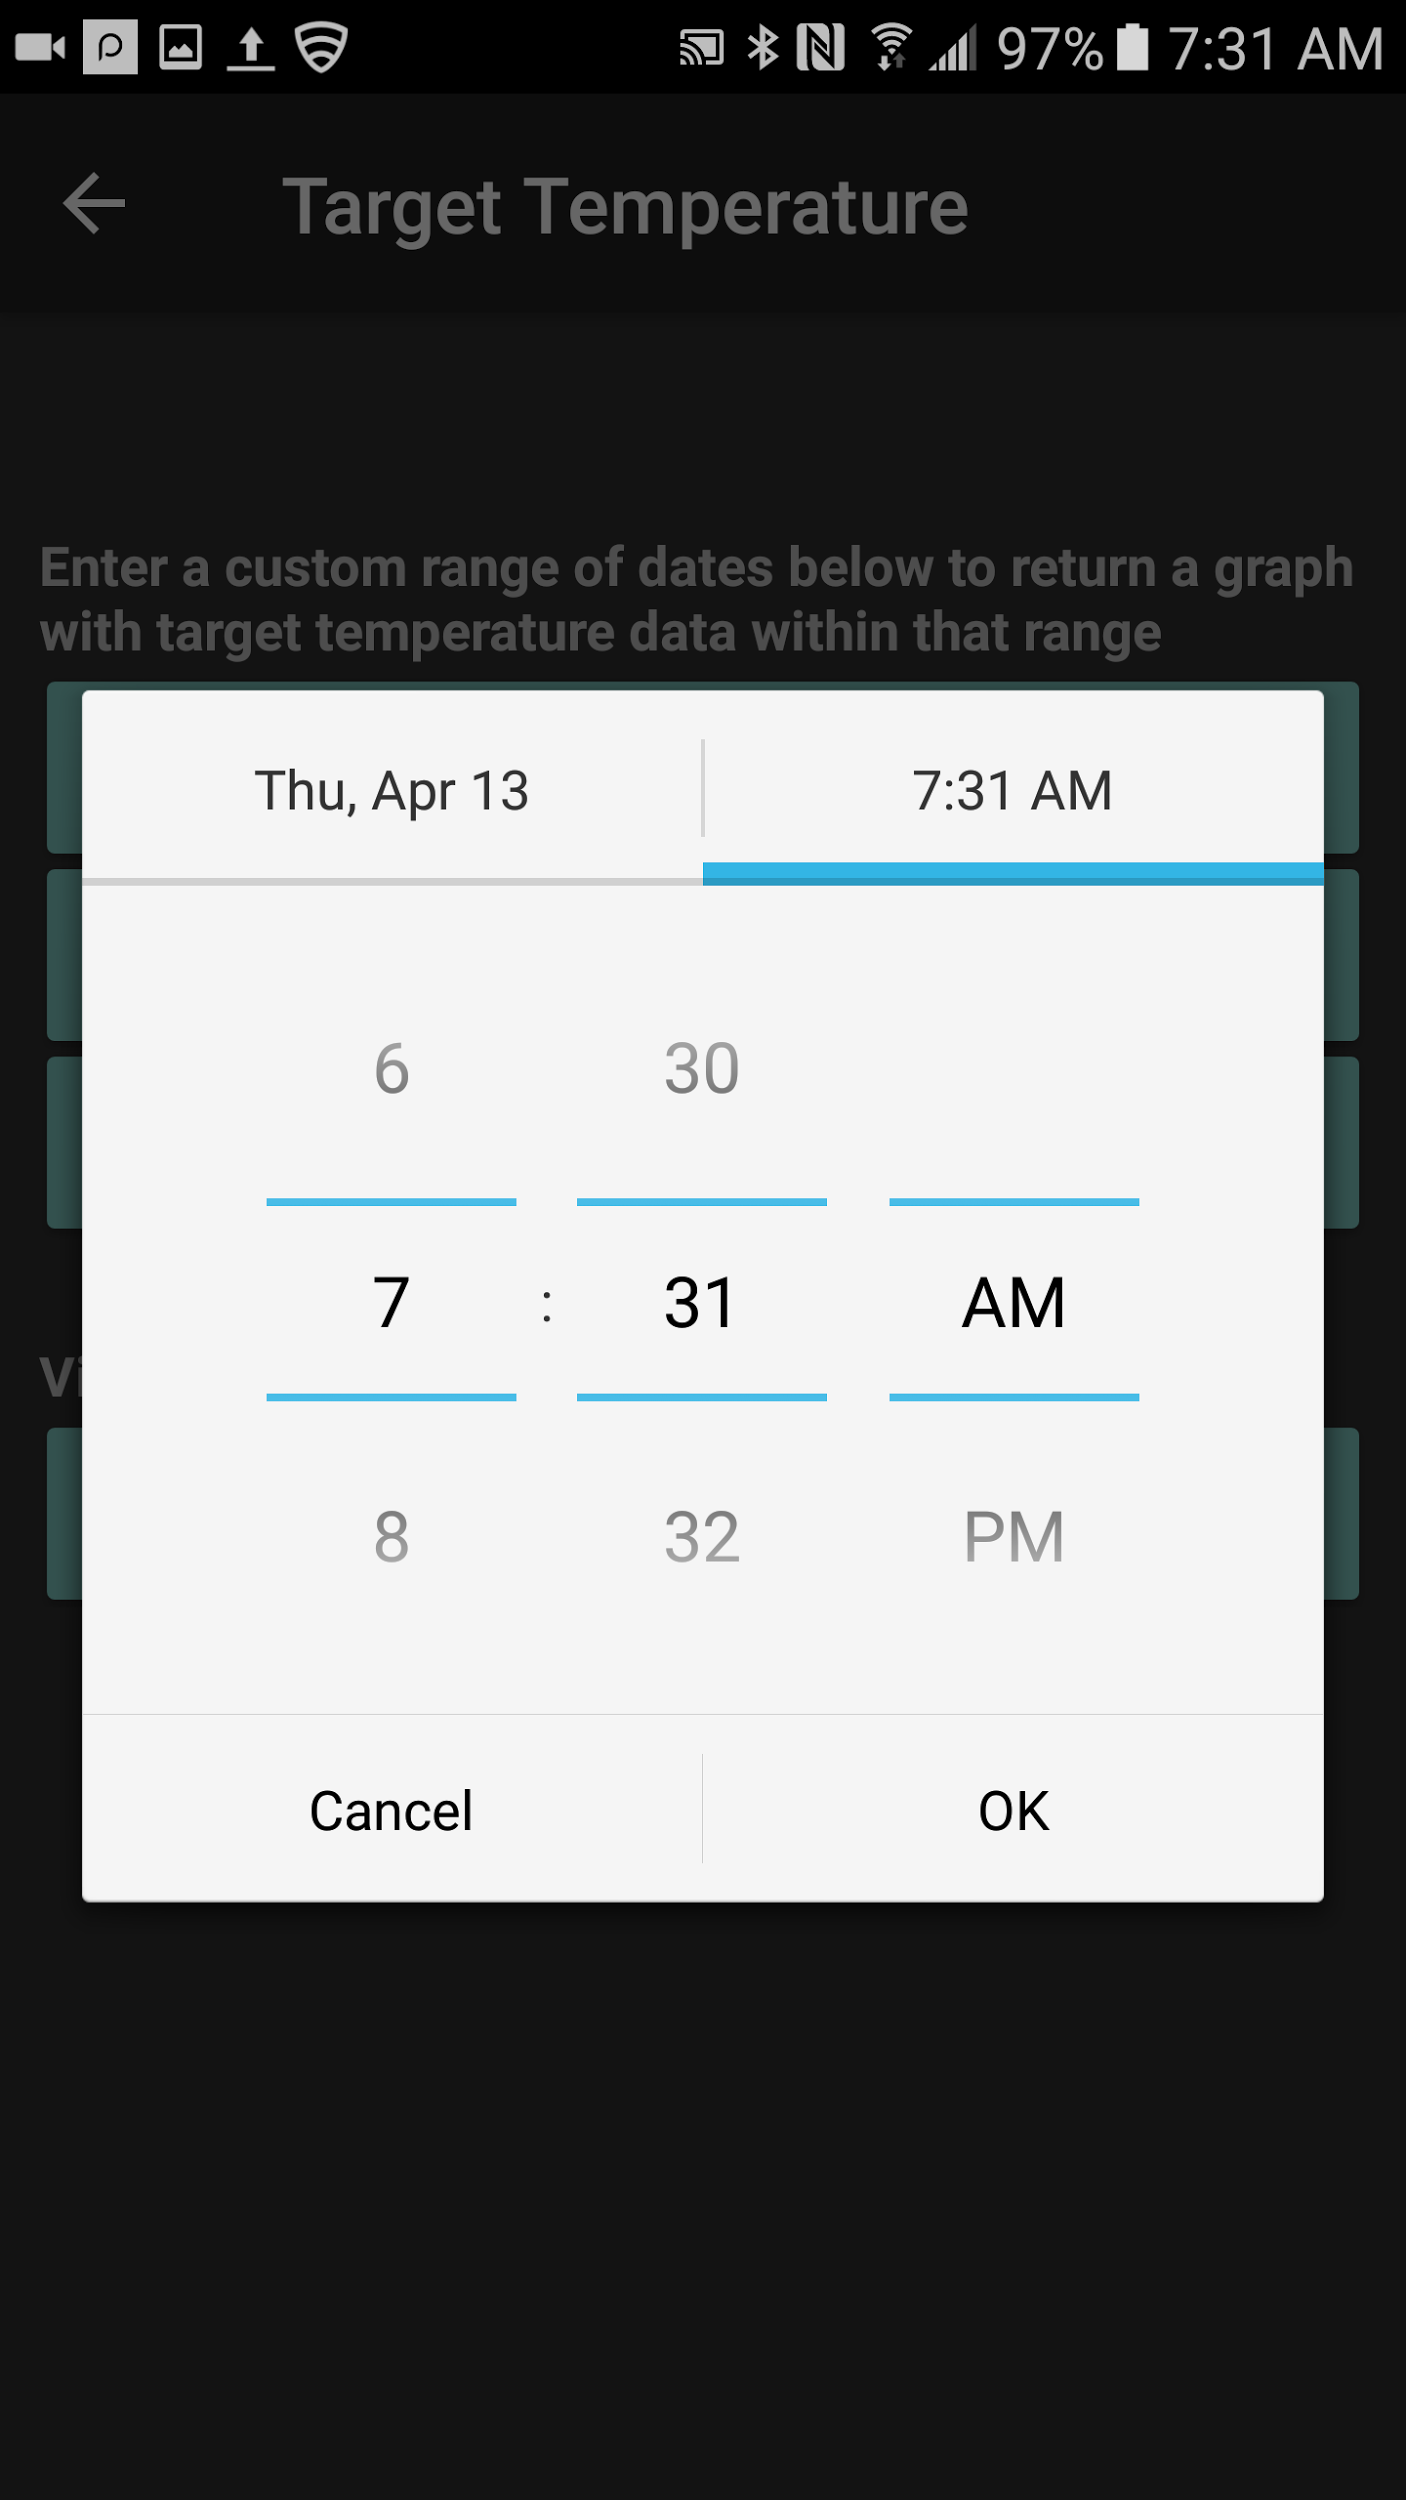 97% 7:31 AM
Target Temperature
Enter a custom range of dates below to return a graph
with target temperature data within that range
Thu, Apr 13 7:31 AM
6 30
7 : 31 AM
8 32 PM
Cancel OK